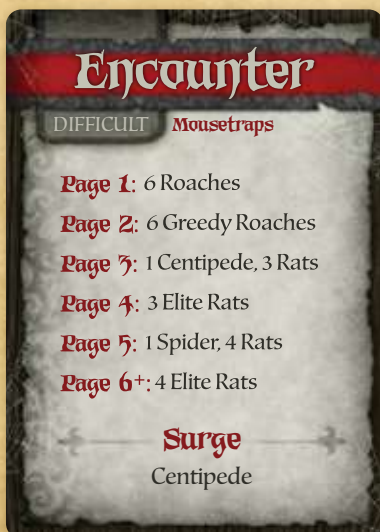 Encounter
DIFFICULT Mousetraps
Page 1: 6 Roaches
Page 2: 6 Greedy Roaches
Page 3: 1 Centipede, 3 Rats
Page 4: 3 Elite Rats
Page 5: 1 Spider, 4 Rats
Page 6+: 4 Elite Rats
Surge
Centipede